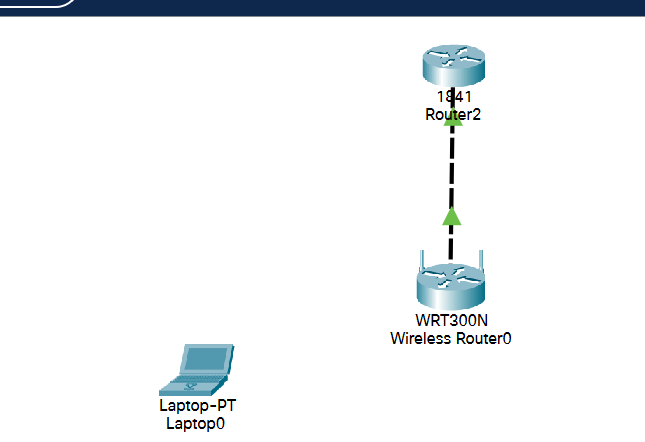 1841
Router2
WRT300N
Wireless Router0
Laptop-PT
Laptop0